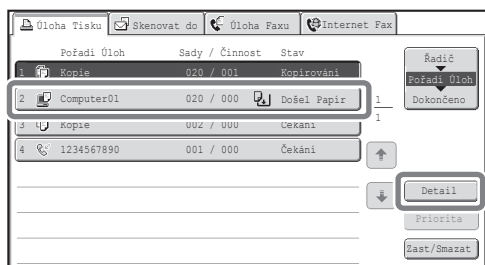 Úloha Tisku Skenovat do Úloha Faxu Internet Fax
Pořadí Úloh Sady / Činnost Stav
1 Kopie 020 / 001 Kopírování
2 Computer01 020 / 000 Došel Papír
3 Kopie 002 / 000 Čekání
4 1234567890 001 / 000 Čekání
1
1
Řadič
Pořadí Úloh
Dokončeno
Detail
Priorita
Zast/Smazat